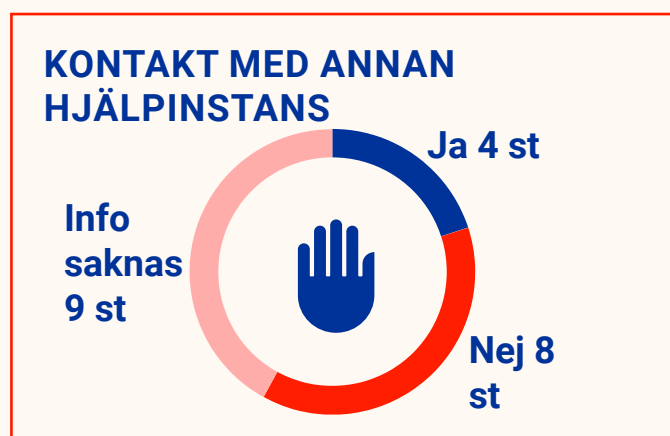 KONTAKT MED ANNAN
HJÄLPINSTANS
Ja 4 st
Info
saknas
9 st
Nej 8
st